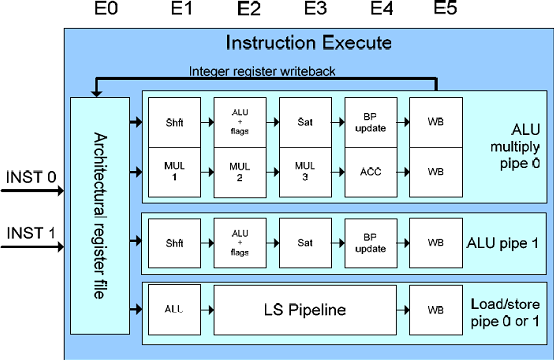 E0 E1 E2 E3 E4 E5
Instruction Execute
Integer register writeback
Architectural register file
INST 0
INST 1
Shft
ALU
+
flags
Sat
BP
update
WB
MUL
1
MUL
2
MUL
3
ACC
WB
ALU
multiply
pipe 0
Shft
ALU
+
flags
Sat
BP
update
WB
ALU pipe 1
ALU
LS Pipeline
WB
Load/store
pipe 0 or 1